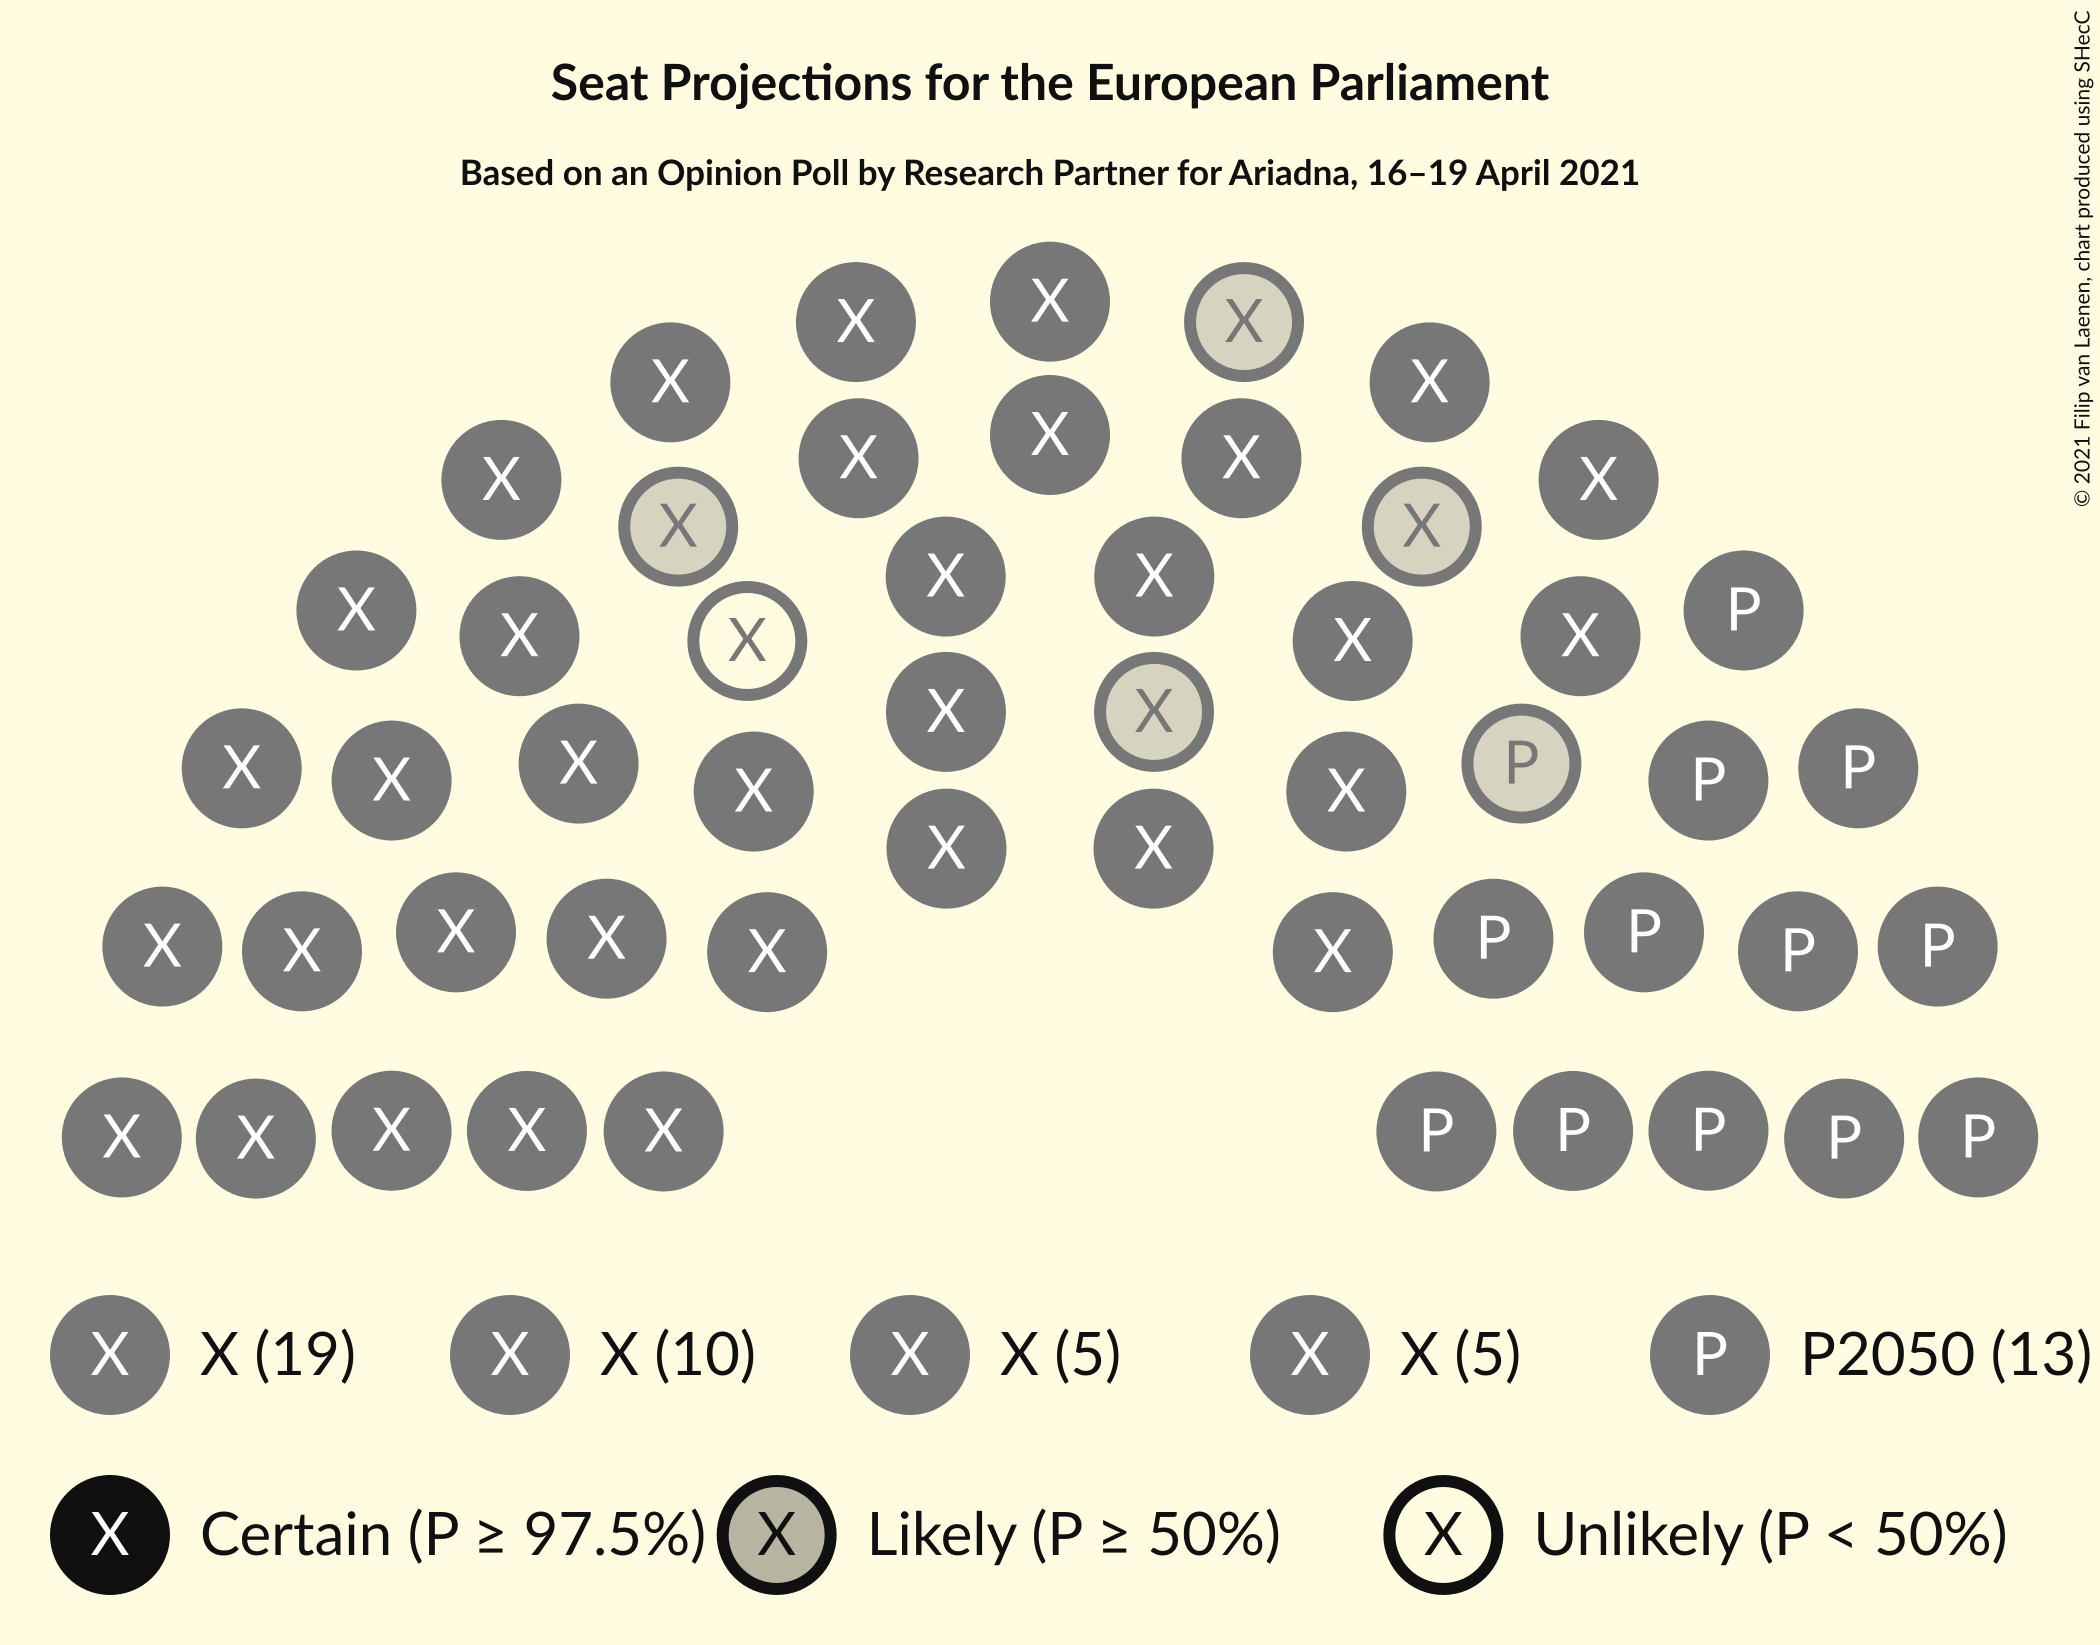 Seat Projections for the European Parliament
Based on an Opinion Poll by Research Partner for Ariadna, 16–19 April 2021
© 2021 Filip van Laenen, chart produced using SHecC
X
X X
X X
X
X X X
X X
X X
X X
X X X P
X X
X P
X X
X X X X P P
X X
X X X X X X P P P P
X X X X X P P P P P
X X (19) X X (10) X X (5) X X (5) P P2050 (13)
X Certain (P ≥ 97.5%) X Likely (P ≥ 50%) X Unlikely (P < 50%)